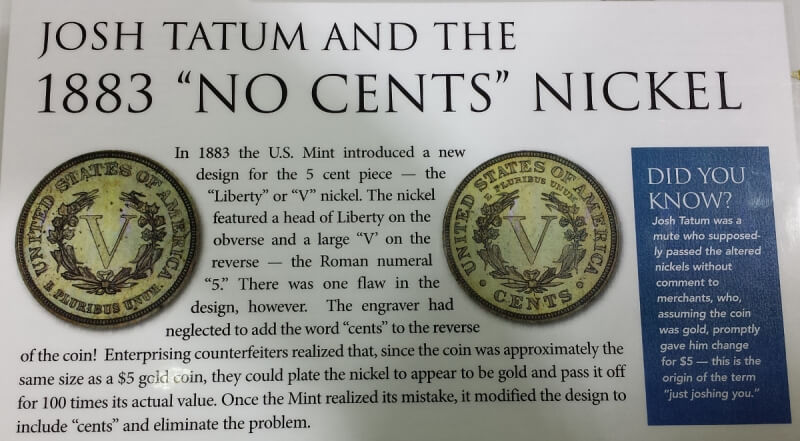 JOSH TATUM AND THE
1883 “NO CENTS” NICKEL
In 1883 the U.S. Mint introduced a new
design for the 5 cent piece — the
“Liberty” or “V” nickel. The nickel
featured a head of Liberty on the
obverse and a large “V’ on the
reverse — the Roman numeral
“5.” There was one flaw in the
design, however. The engraver had
neglected to add the word “cents” to the reverse
of the coin! Enterprising counterfeiters realized that, since the coin was approximately the
same size as a $5 gold coin, they could plate the nickel to appear to be gold and pass it off
for 100 times its actual value. Once the Mint realized its mistake, it modified the design to
include “cents” and eliminate the problem.
UNITED STATES OF AMERICA
V
E PLURIBUS UNUM
UNITED STATES OF AMERICA
E PLURIBUS UNUM
V
CENTS
DID YOU
KNOW?
Josh Tatum was a
mute who suppos­ed-
ly passed the altered
nickels without
comment to
merchants, who,
assuming the coin
was gold, promptly
gave him change
for $5 — this is the
origin of the term
“just joshing you.”